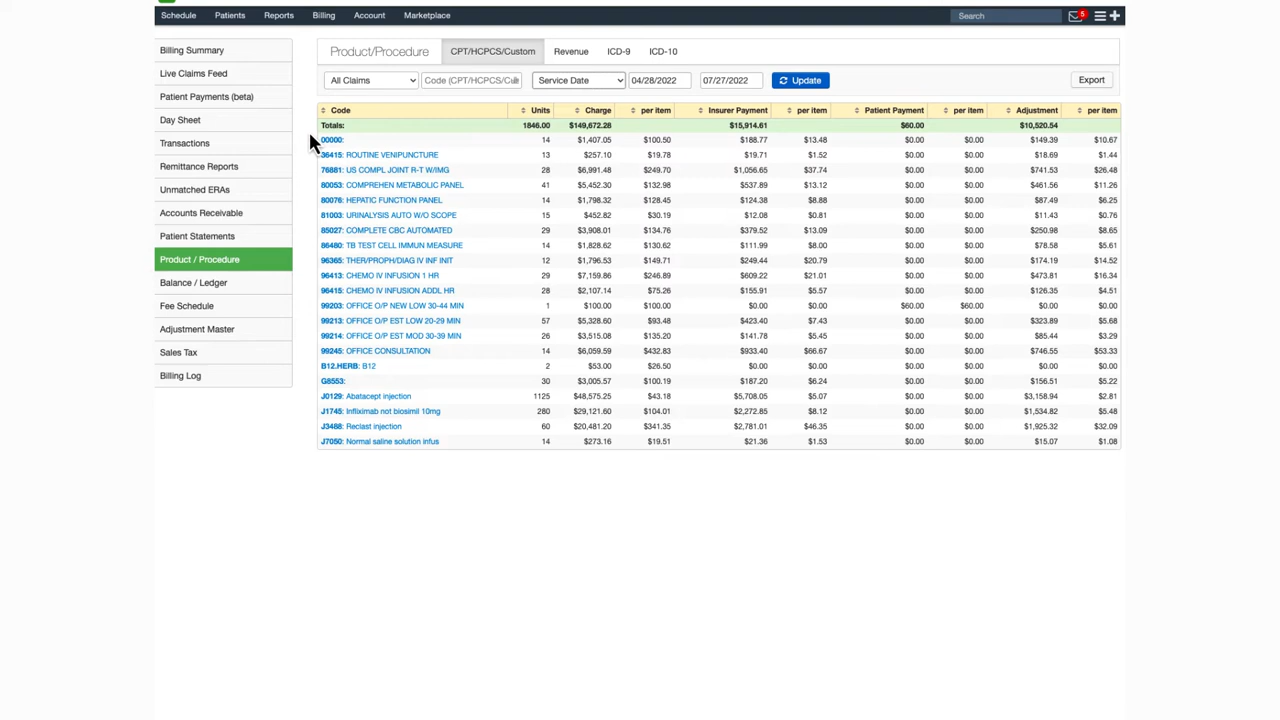 Schedule Patients Reports Billing Account Marketplace Search 5
Billing Summary
Live Claims Feed
Patient Payments (beta)
Day Sheet
Transactions
Remittance Reports
Unmatched ERAs
Accounts Receivable
Patient Statements
Product / Procedure
Balance / Ledger
Fee Schedule
Adjustment Master
Sales Tax
Billing Log
Product/Procedure CPT/HCPCS/Custom Revenue ICD-9 ICD-10
All Claims Code (CPT/HCPCS/Cu Service Date 04/28/2022 07/27/2022 Update Export
Code Units Charge per item Insurer Payment per item Patient Payment per item Adjustment per item
Totals: 1846.00 $149,672.28 $15,914.61 $60.00 $10,520.54
00000: 14 $1,407.05 $100.50 $188.77 $13.48 $0.00 $0.00 $149.39 $10.67
36415: ROUTINE VENIPUNCTURE 13 $257.10 $19.78 $19.71 $1.52 $0.00 $0.00 $18.69 $1.44
76881: US COMPL JOINT R-T W/IMG 28 $6,991.48 $249.70 $1,056.65 $37.74 $0.00 $0.00 $741.53 $26.48
80053: COMPREHEN METABOLIC PANEL 41 $5,452.30 $132.98 $537.89 $13.12 $0.00 $0.00 $461.56 $11.26
80076: HEPATIC FUNCTION PANEL 14 $1,798.32 $128.45 $124.38 $8.88 $0.00 $0.00 $87.49 $6.25
81003: URINALYSIS AUTO W/O SCOPE 15 $452.82 $30.19 $12.08 $0.81 $0.00 $0.00 $11.43 $0.76
85027: COMPLETE CBC AUTOMATED 29 $3,908.01 $134.76 $379.52 $13.09 $0.00 $0.00 $250.98 $8.65
86480: TB TEST CELL IMMUN MEASURE 14 $1,828.62 $130.62 $111.99 $8.00 $0.00 $0.00 $78.58 $5.61
96365: THER/PROPH/DIAG IV INF INIT 12 $1,796.53 $149.71 $249.44 $20.79 $0.00 $0.00 $174.19 $14.52
96413: CHEMO IV INFUSION 1 HR 29 $7,159.86 $246.89 $609.22 $21.01 $0.00 $0.00 $473.81 $16.34
96415: CHEMO IV INFUSION ADDL HR 28 $2,107.14 $75.26 $155.91 $5.57 $0.00 $0.00 $126.35 $4.51
99203: OFFICE O/P NEW LOW 30-44 MIN 1 $100.00 $100.00 $0.00 $0.00 $60.00 $60.00 $0.00 $0.00
99213: OFFICE O/P EST LOW 20-29 MIN 57 $5,328.60 $93.48 $423.40 $7.43 $0.00 $0.00 $323.89 $5.68
99214: OFFICE O/P EST MOD 30-39 MIN 26 $3,515.08 $135.20 $141.78 $5.45 $0.00 $0.00 $85.44 $3.29
99245: OFFICE CONSULTATION 14 $6,059.59 $432.83 $933.40 $66.67 $0.00 $0.00 $746.55 $53.33
B12.HERB: B12 2 $53.00 $26.50 $0.00 $0.00 $0.00 $0.00 $0.00 $0.00
G8553: 30 $3,005.57 $100.19 $187.20 $6.24 $0.00 $0.00 $156.51 $5.22
J0129: Abatacept injection 1125 $48,575.25 $43.18 $5,708.05 $5.07 $0.00 $0.00 $3,158.94 $2.81
J1745: Infliximab not biosimil 10mg 280 $29,121.60 $104.01 $2,272.85 $8.12 $0.00 $0.00 $1,534.82 $5.48
J3488: Reclast injection 60 $20,481.20 $341.35 $2,781.01 $46.35 $0.00 $0.00 $1,925.32 $32.09
J7050: Normal saline solution infus 14 $273.16 $19.51 $21.36 $1.53 $0.00 $0.00 $15.07 $1.08